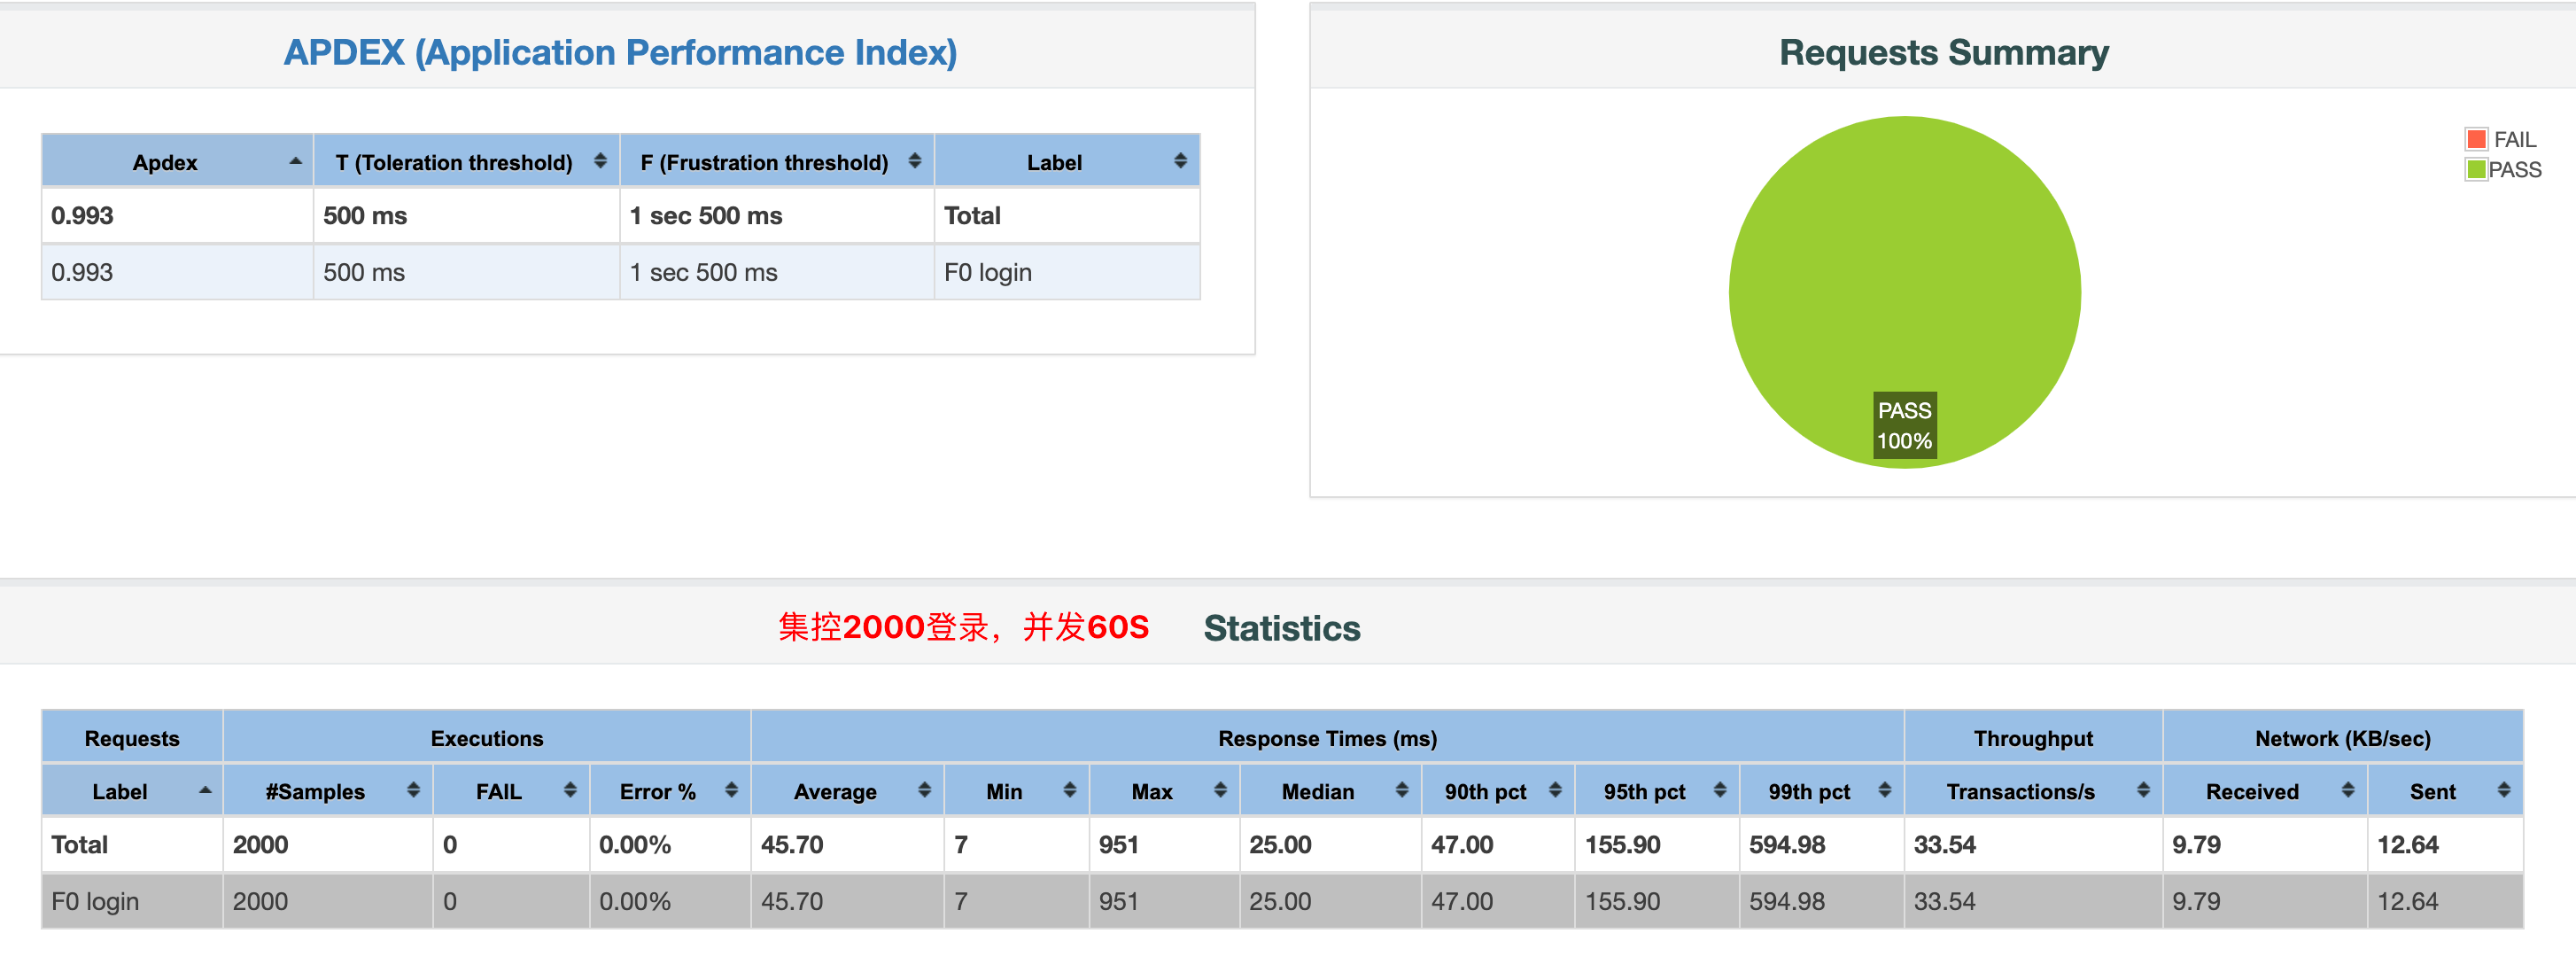 APDEX (Application Performance Index)
Apdex T (Toleration threshold) F (Frustration threshold) Label
0.993 500 ms 1 sec 500 ms Total
0.993 500 ms 1 sec 500 ms F0 login
Requests Summary
FAIL
PASS
PASS
100%
集控2000登录，并发60S Statistics
Requests Executions Response Times (ms) Throughput Network (KB/sec)
Label #Samples FAIL Error % Average Min Max Median 90th pct 95th pct 99th pct Transactions/s Received Sent
Total 2000 0 0.00% 45.70 7 951 25.00 47.00 155.90 594.98 33.54 9.79 12.64
F0 login 2000 0 0.00% 45.70 7 951 25.00 47.00 155.90 594.98 33.54 9.79 12.64